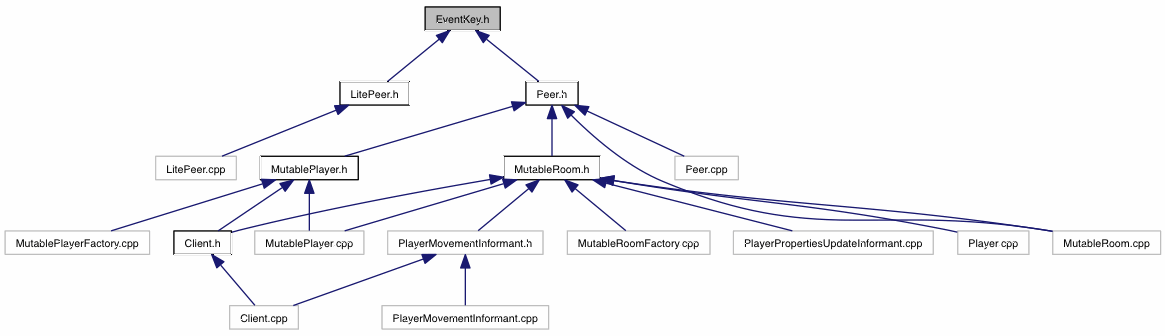 EventKey.h
LitePeer.h
Peer.h
LitePeer.cpp
MutablePlayer.h
MutableRoom.h
Peer.cpp
MutablePlayerFactory.cpp
Client.h
MutablePlayer.cpp
PlayerMovementInformant.h
MutableRoomFactory.cpp
PlayerPropertiesUpdateInformant.cpp
Player.cpp
MutableRoom.cpp
Client.cpp
PlayerMovementInformant.cpp